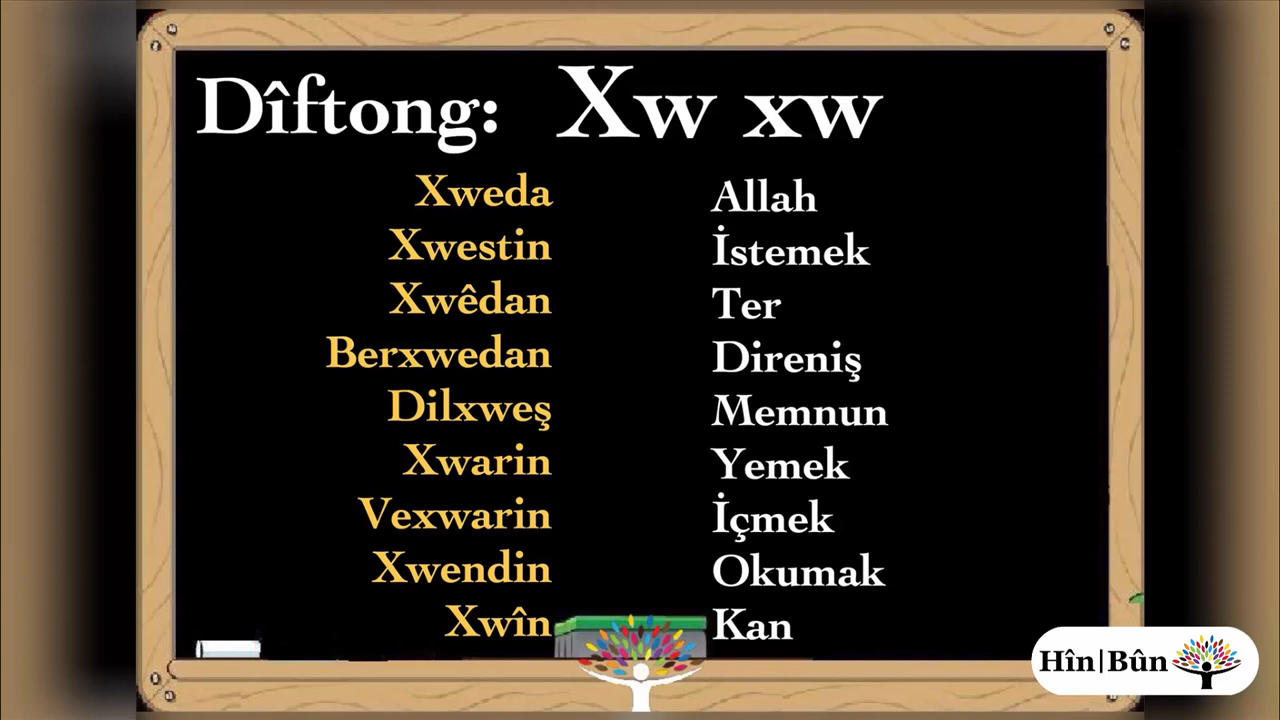 Dîftong: Xw xw
Xweda Allah
Xwestin İstemek
Xwêdan Ter
Berxwedan Direniş
Dilxweş Memnun
Xwarin Yemek
Vexwarin İçmek
Xwendin Okumak
Xwîn Kan
Hîn|Bûn